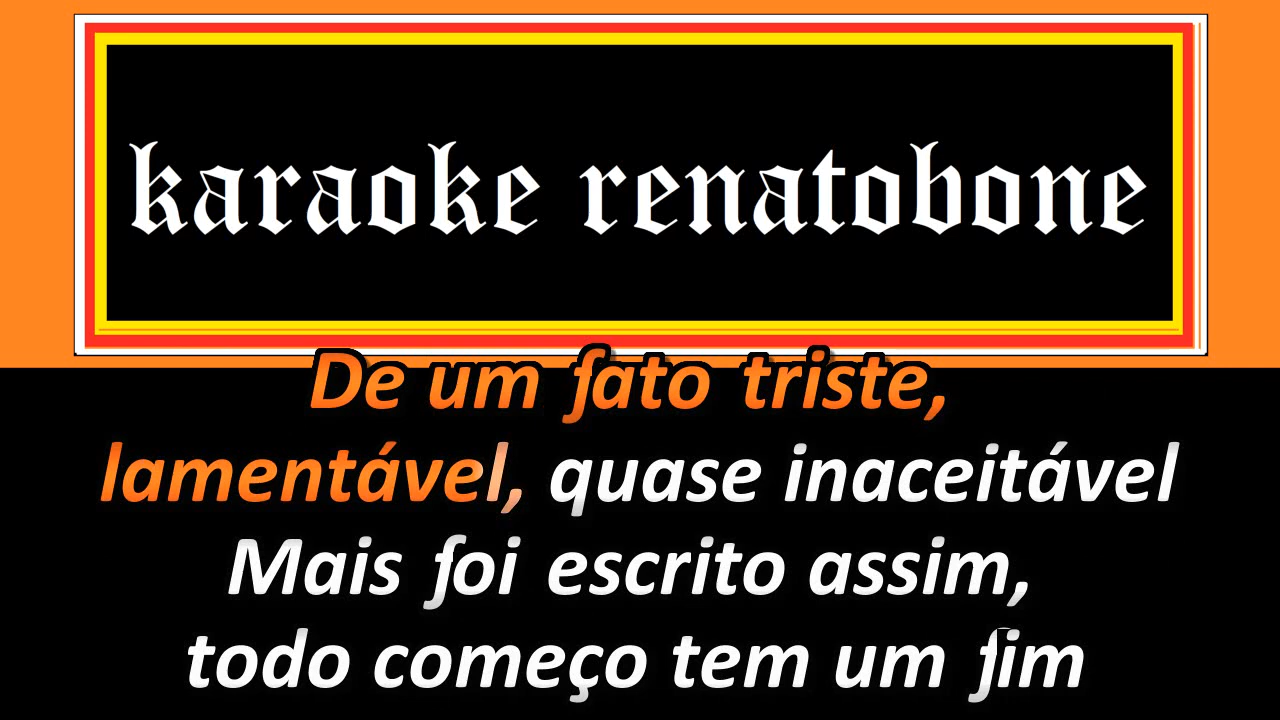 karaoke renatobone
De um fato triste,
lamentável, quase inaceitável
Mais foi escrito assim,
todo começo tem um fim